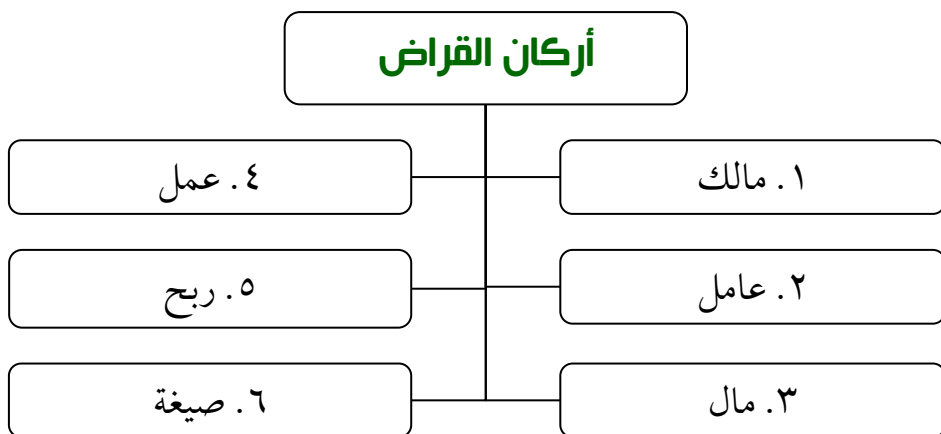 أركان القراض
١. مالك
٢. عامل
٣. مال
٤. عمل
٥. ربح
٦. صيغة